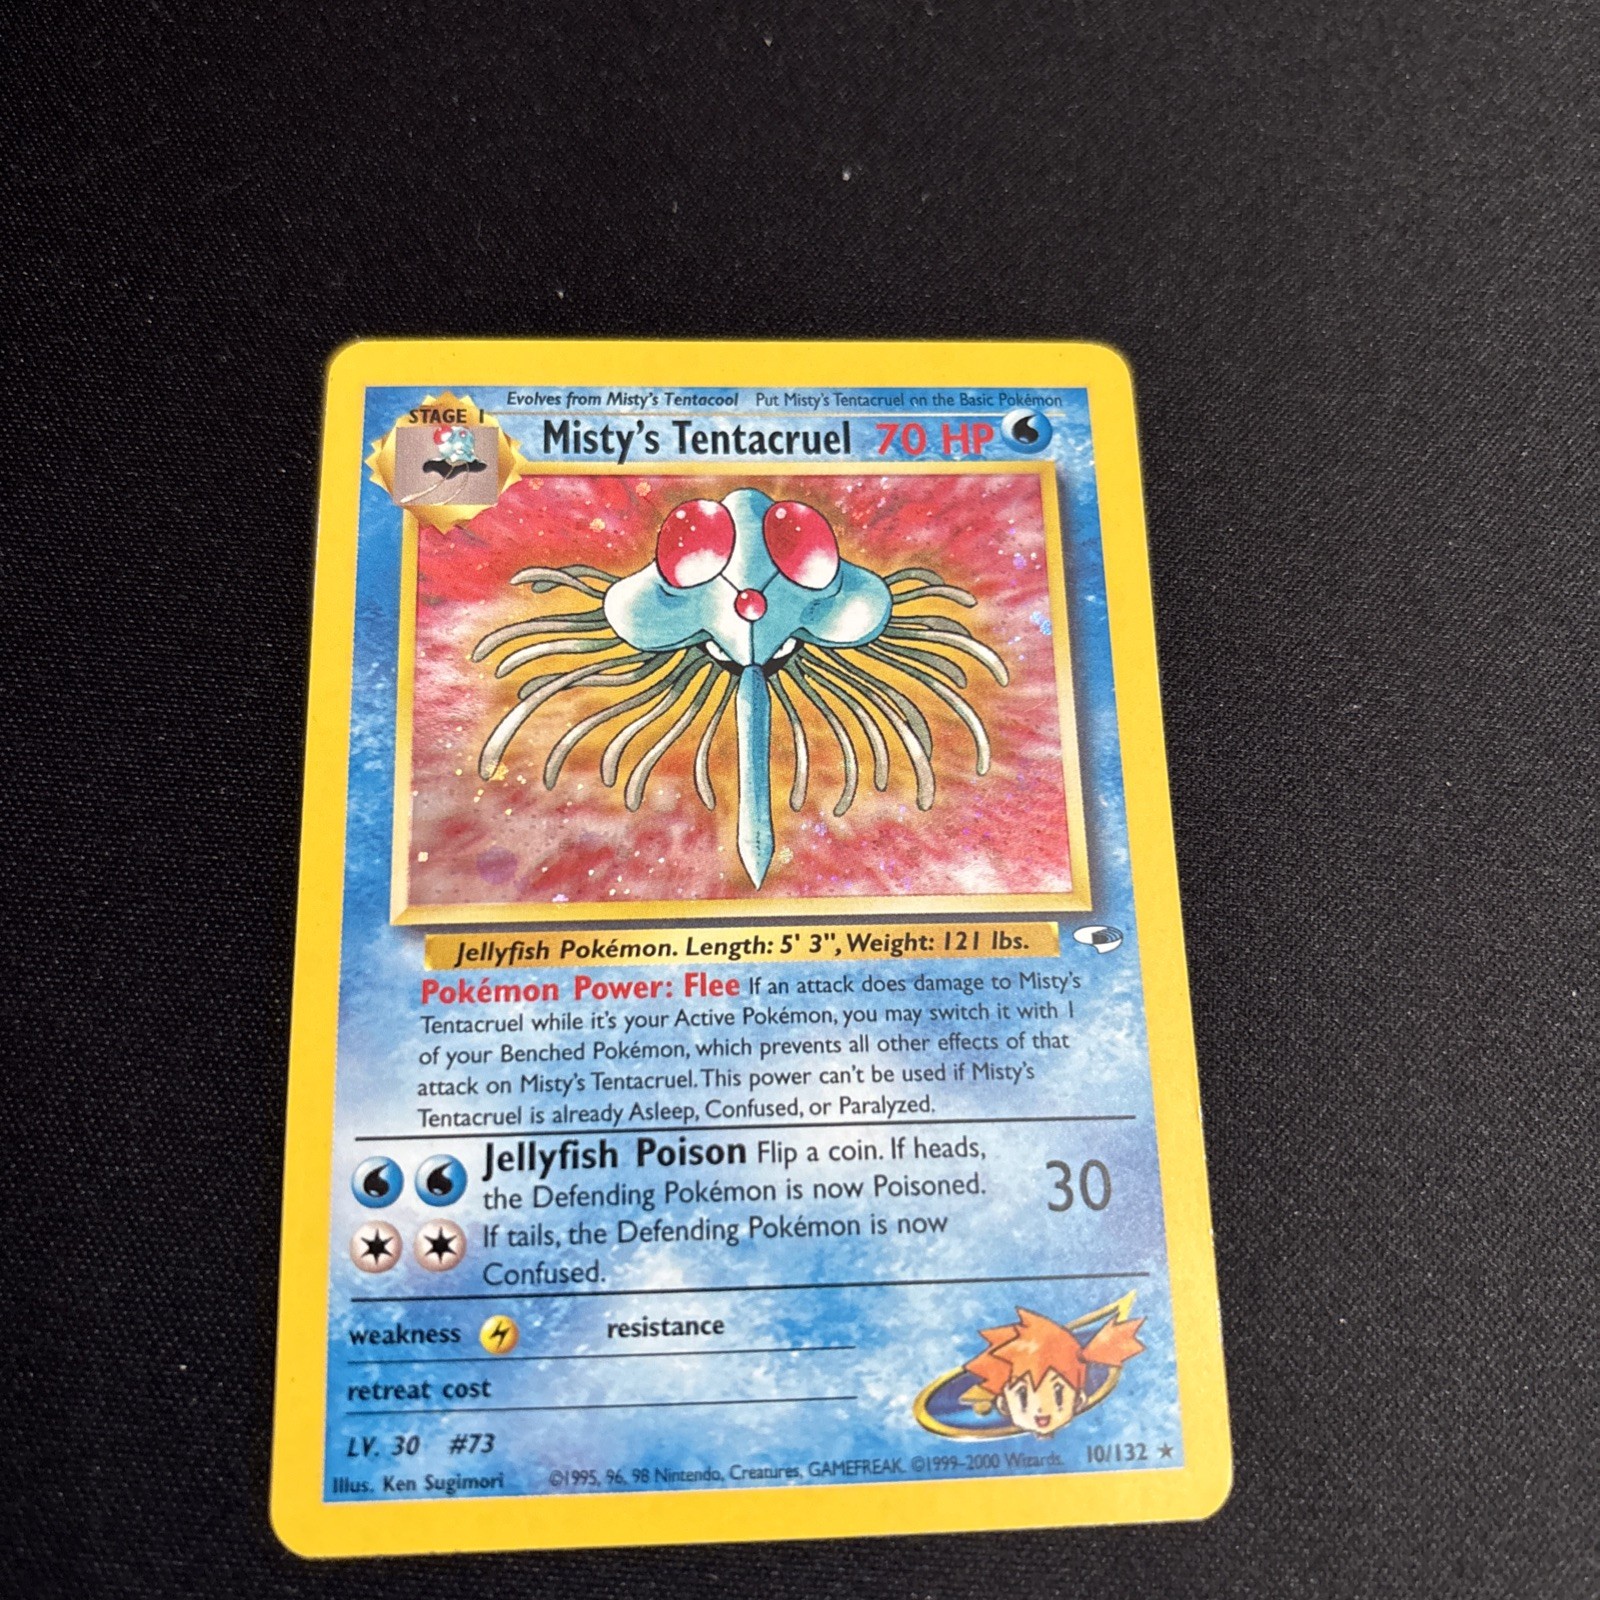 Evolves from Misty's Tentacool Put Misty's Tentacruel on the Basic Pokémon
STAGE 1
Misty's Tentacruel 70 HP
Jellyfish Pokémon. Length: 5' 3", Weight: 121 lbs.
Pokémon Power: Flee If an attack does damage to Misty's
Tentacruel while it's your Active Pokémon, you may switch it with 1
of your Benched Pokémon, which prevents all other effects of that
attack on Misty's Tentacruel. This power can't be used if Misty's
Tentacruel is already Asleep, Confused, or Paralyzed.
Jellyfish Poison Flip a coin. If heads,
the Defending Pokémon is now Poisoned.
If tails, the Defending Pokémon is now
Confused.
30
weakness resistance
retreat cost
LV. 30 #73
Illus. Ken Sugimori ©1995, 96, 98 Nintendo, Creatures, GAMEFREAK. ©1999-2000 Wizards. 10/132 ★